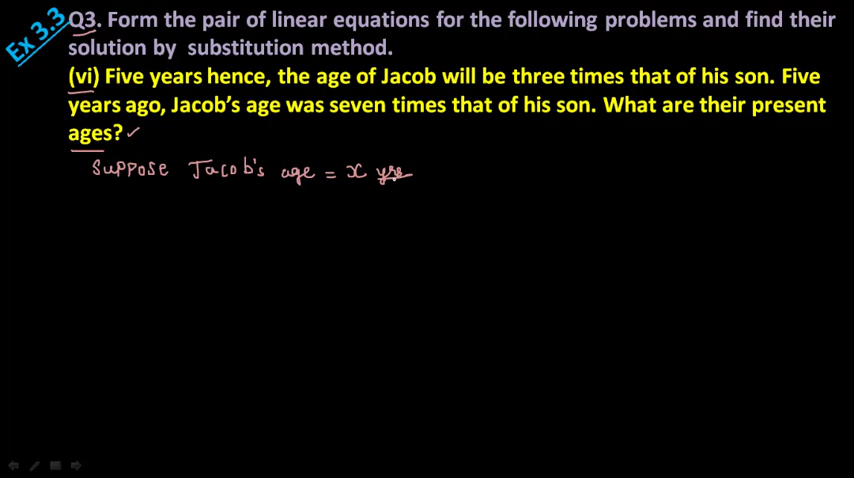 Ex 3.3
Q3. Form the pair of linear equations for the following problems and find their
solution by substitution method.
(vi) Five years hence, the age of Jacob will be three times that of his son. Five
years ago, Jacob's age was seven times that of his son. What are their present
ages?
Suppose Jacob's age = x yrs